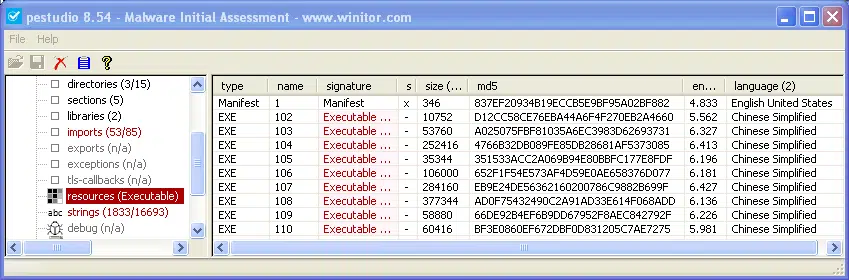 pestudio 8.54 - Malware Initial Assessment - www.winitor.com
File Help
directories (3/15)
sections (5)
libraries (2)
imports (53/85)
exports (n/a)
exceptions (n/a)
tls-callbacks (n/a)
resources (Executable)
abc strings (1833/16693)
debug (n/a)
type name signature s size (... md5 en... language (2)
Manifest 1 Manifest x 346 837EF20934B19ECCB5E9BF95A02BF882 4.833 English United States
EXE 102 Executable ... - 10752 D12CC58CE76EBA44A6F4F270EB2A4660 5.562 Chinese Simplified
EXE 103 Executable ... - 53760 A025075FBF81035A6EC3983D62693731 6.327 Chinese Simplified
EXE 104 Executable ... - 252416 4766B32DB089FE85DB28681AF5373085 6.413 Chinese Simplified
EXE 105 Executable ... - 35344 351533ACC2A069B94E80BBFC177E8FDF 6.196 Chinese Simplified
EXE 106 Executable ... - 106000 652F1F54E573AF4D59E0AE658376D077 6.181 Chinese Simplified
EXE 107 Executable ... - 284160 EB9E24DE56362160200786C9882B699F 6.427 Chinese Simplified
EXE 108 Executable ... - 377344 AD0F75432490C2A91AD33E614F068ADD 6.136 Chinese Simplified
EXE 109 Executable ... - 58880 66DE92B4EF6B9DD67952F8AEC842792F 6.226 Chinese Simplified
EXE 110 Executable ... - 60416 BF3E0860EF672DBF0D831205C7AE7275 5.981 Chinese Simplified